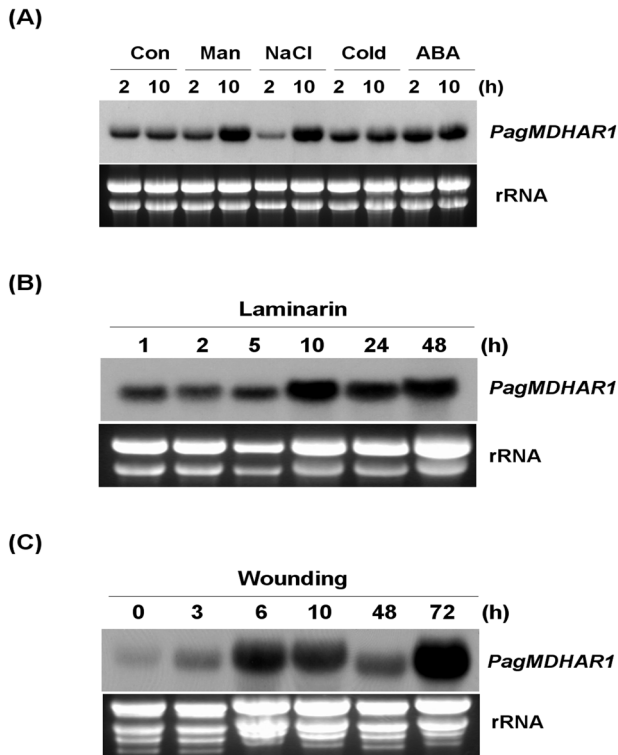 (A)
Con Man NaCl Cold ABA
2 10 2 10 2 10 2 10 2 10 (h)
PagMDHAR1
rRNA
(B)
Laminarin
1 2 5 10 24 48 (h)
PagMDHAR1
rRNA
(C)
Wounding
0 3 6 10 48 72 (h)
PagMDHAR1
rRNA